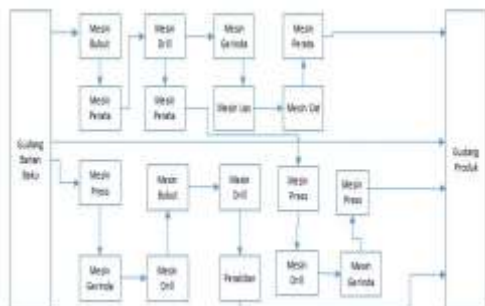 Mesin
Bubut
Mesin
Drill
Mesin
Gerinda
Mesin
Perata
Mesin
Perata
Mesin
Perata
Mesin Las
Mesin Cat
Gudang
Bahan
Baku
Gudang
Produk
Mesin
Press
Mesin
Bubut
Mesin
Drill
Mesin
Press
Mesin
Press
Mesin
Gerinda
Mesin
Drill
Perakitan
Mesin
Drill
Mesin
Gerinda